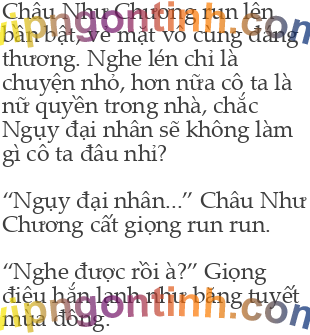 Châu Như Chương run lên
bần bật, vẻ mặt vô cùng đáng
thương. Nghe lén chỉ là
chuyện nhỏ, hơn nữa cô ta là
nữ quyền trong nhà, chắc
Ngụy đại nhân sẽ không làm
gì cô ta đâu nhỉ?
“Ngụy đại nhân...” Châu Như
Chương cất giọng run run.
“Nghe được rồi à?” Giọng
điệu hắn lạnh như băng tuyết
mùa đông.
vipngontinh.com
vipngontinh.com